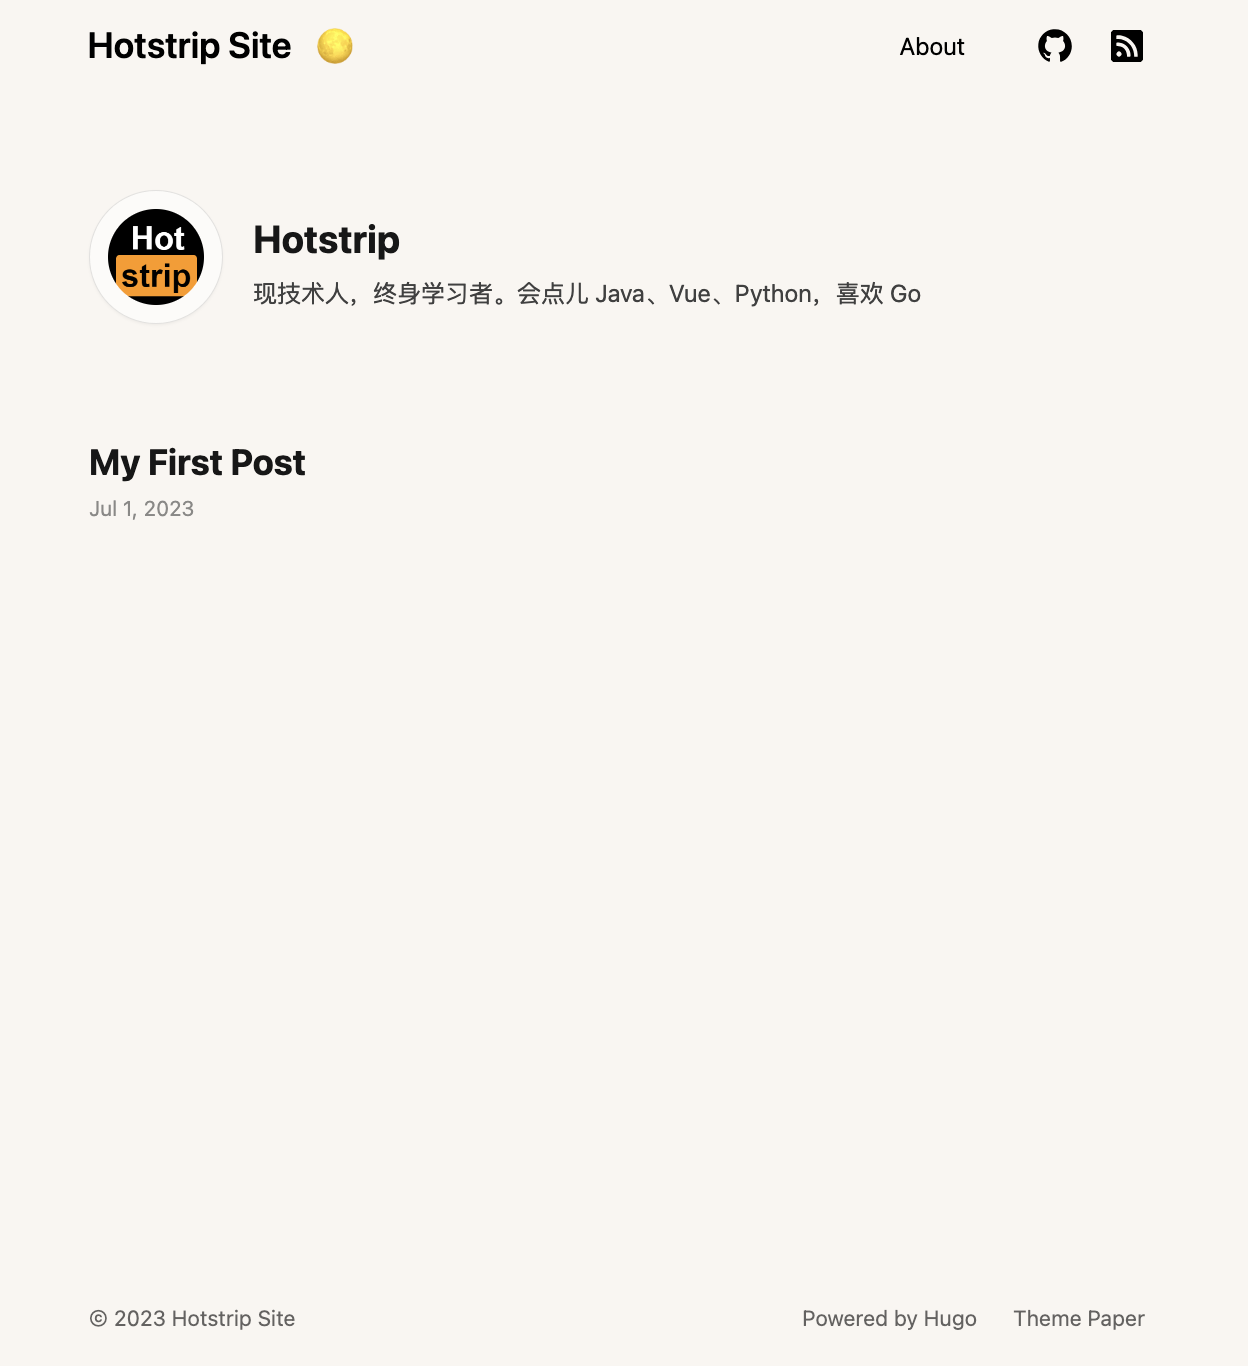 Hotstrip Site
About
Hot
strip
Hotstrip
现技术人，终身学习者。会点儿 Java、Vue、Python，喜欢 Go
My First Post
Jul 1, 2023
© 2023 Hotstrip Site
Powered by Hugo
Theme Paper